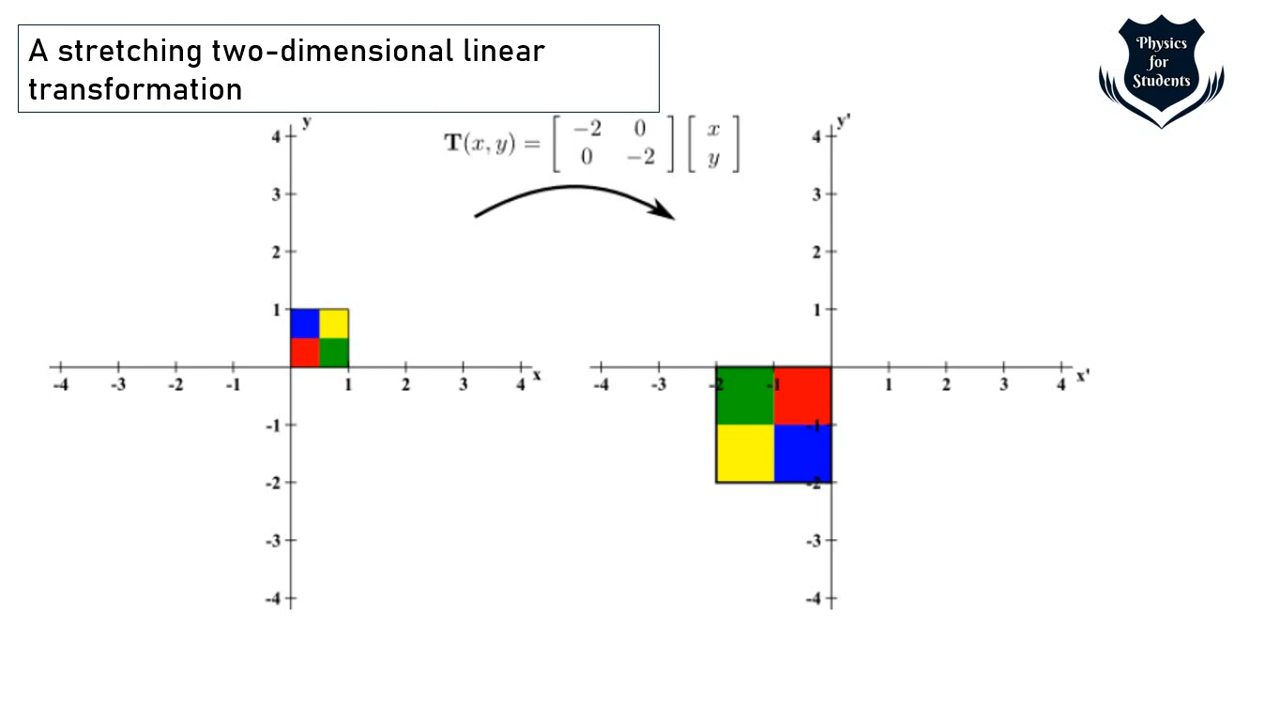 A stretching two-dimensional linear
transformation
Physics
for
Students
T(x, y) = [ −2 0 ] [ x ]
[ 0 −2 ] [ y ]
y
4
3
2
1
-4 -3 -2 -1 1 2 3 4 x
-1
-2
-3
-4
y'
4
3
2
1
-4 -3 -2 -1 1 2 3 4 x'
-1
-2
-3
-4